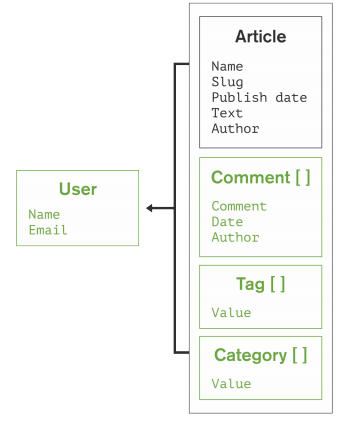 Article
Name
Slug
Publish date
Text
Author
User
Name
Email
Comment [ ]
Comment
Date
Author
Tag [ ]
Value
Category [ ]
Value